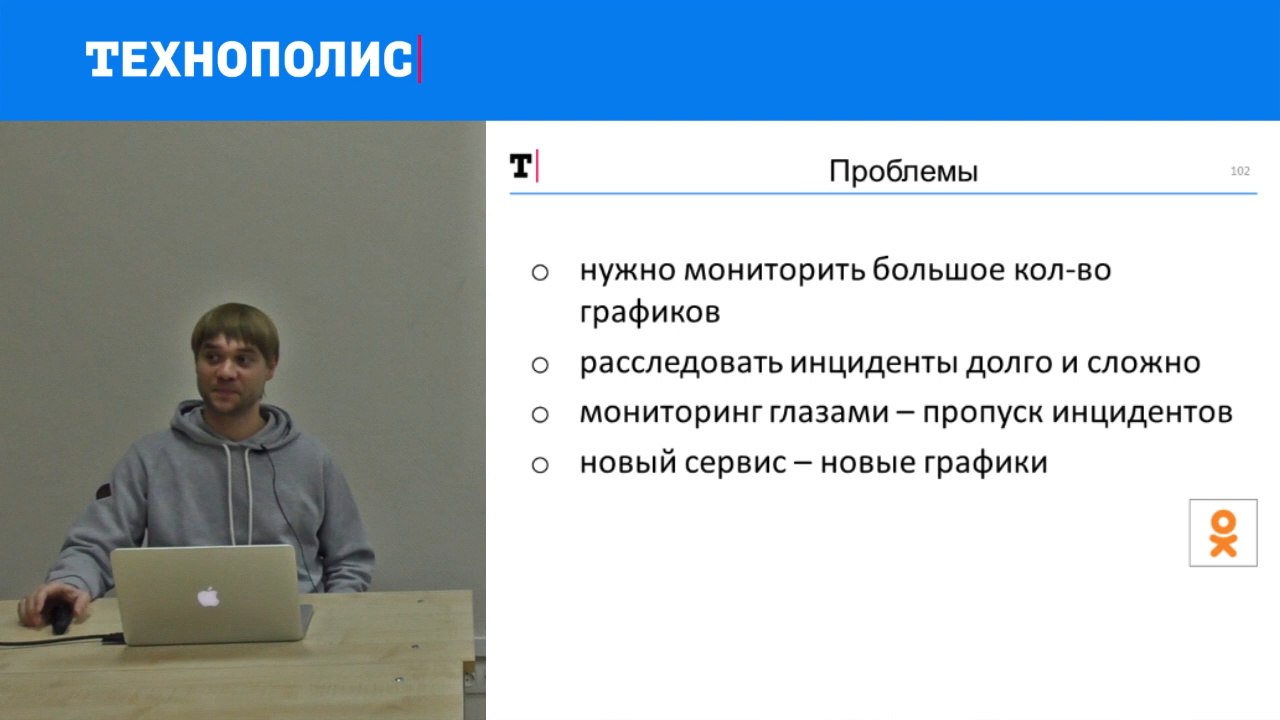 ТЕХНОПОЛИС
Т
Проблемы
102
o нужно мониторить большое кол-во
графиков
o расследовать инциденты долго и сложно
o мониторинг глазами – пропуск инцидентов
o новый сервис – новые графики